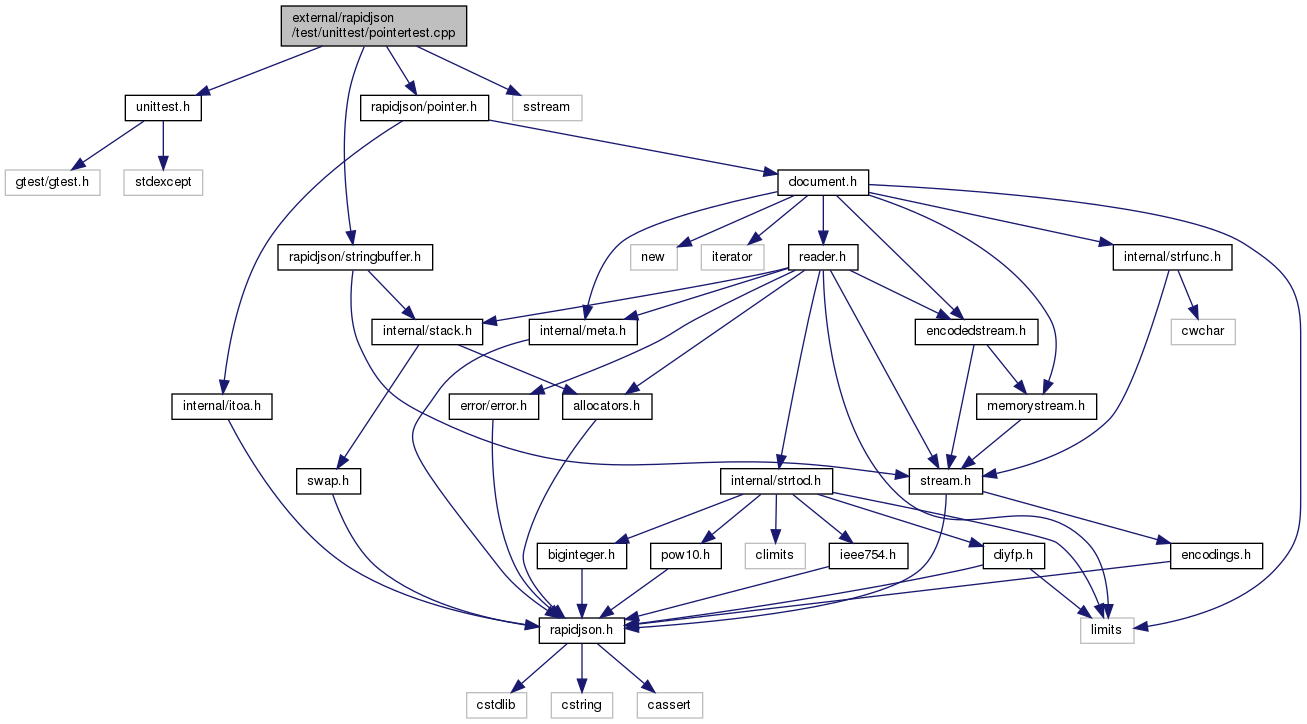 external/rapidjson
/test/unittest/pointertest.cpp
unittest.h
rapidjson/pointer.h
sstream
gtest/gtest.h
stdexcept
document.h
rapidjson/stringbuffer.h
new
iterator
reader.h
internal/strfunc.h
internal/stack.h
internal/meta.h
encodedstream.h
cwchar
internal/itoa.h
error/error.h
allocators.h
memorystream.h
swap.h
internal/strtod.h
stream.h
biginteger.h
pow10.h
climits
ieee754.h
diyfp.h
encodings.h
rapidjson.h
limits
cstdlib
cstring
cassert